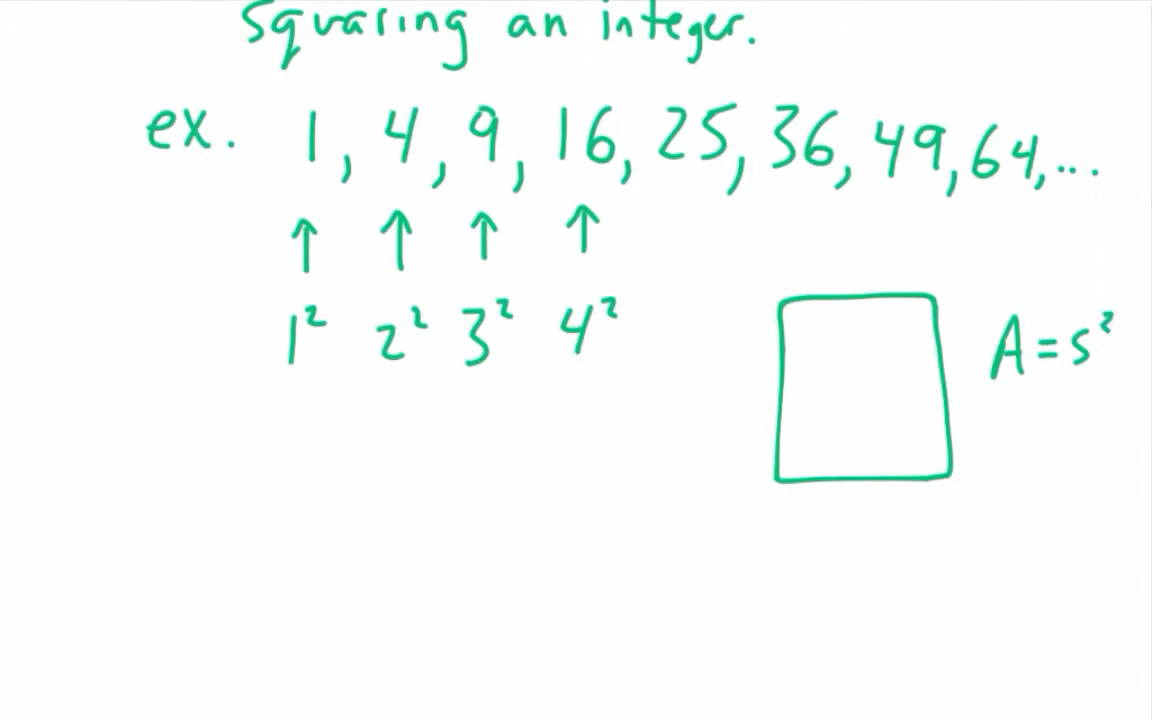 squaring an integer.
ex. 1, 4, 9, 16, 25, 36, 49, 64, ...
↑ ↑ ↑ ↑
1² 2² 3² 4²
A = s²